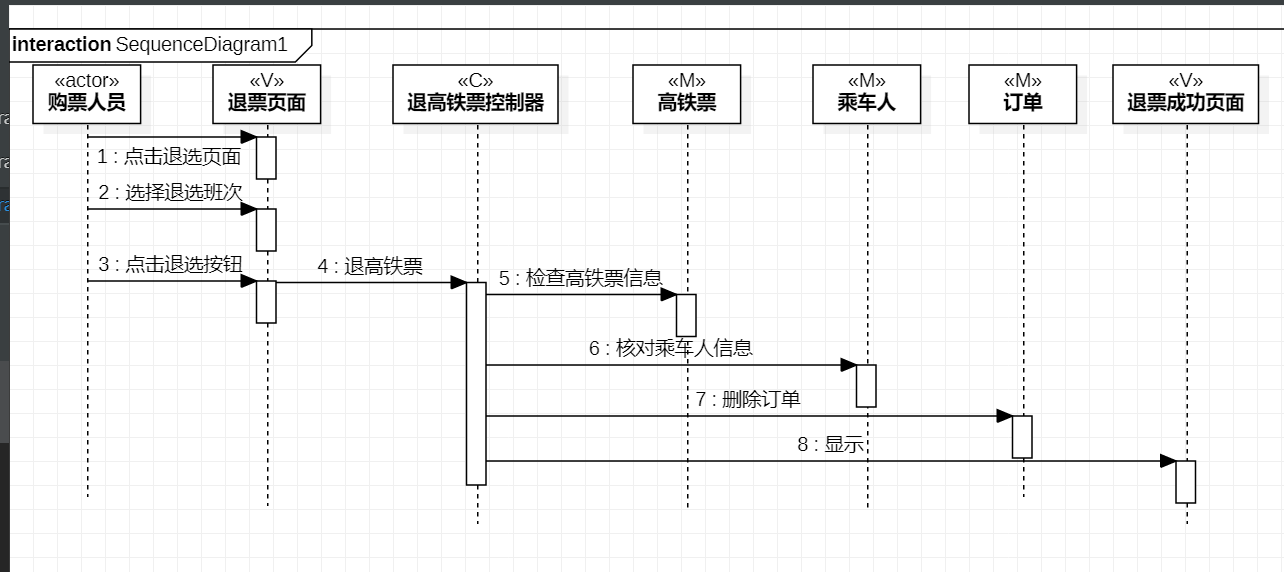 interaction SequenceDiagram1
«actor»
购票人员
«V»
退票页面
«C»
退高铁票控制器
«M»
高铁票
«M»
乘车人
«M»
订单
«V»
退票成功页面
1 : 点击退选页面
2 : 选择退选班次
3 : 点击退选按钮
4 : 退高铁票
5 : 检查高铁票信息
6 : 核对乘车人信息
7 : 删除订单
8 : 显示